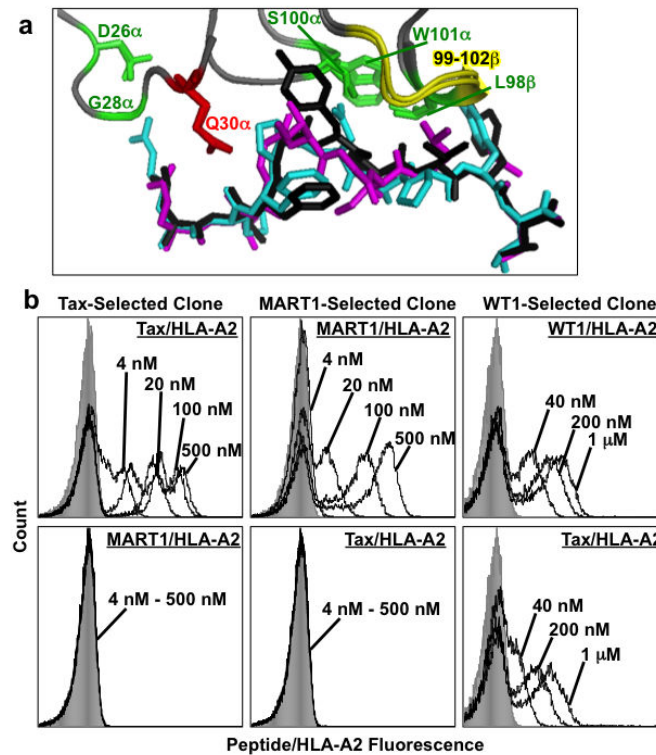 a
S100α
D26α
W101α
99-102β
G28α
L98β
Q30α
b
Tax-Selected Clone MART1-Selected Clone WT1-Selected Clone
Tax/HLA-A2
4 nM
20 nM
100 nM
500 nM
MART1/HLA-A2
4 nM
20 nM
100 nM
500 nM
WT1/HLA-A2
40 nM
200 nM
1 μM
Count
MART1/HLA-A2
4 nM - 500 nM
Tax/HLA-A2
4 nM - 500 nM
Tax/HLA-A2
40 nM
200 nM
1 μM
Peptide/HLA-A2 Fluorescence